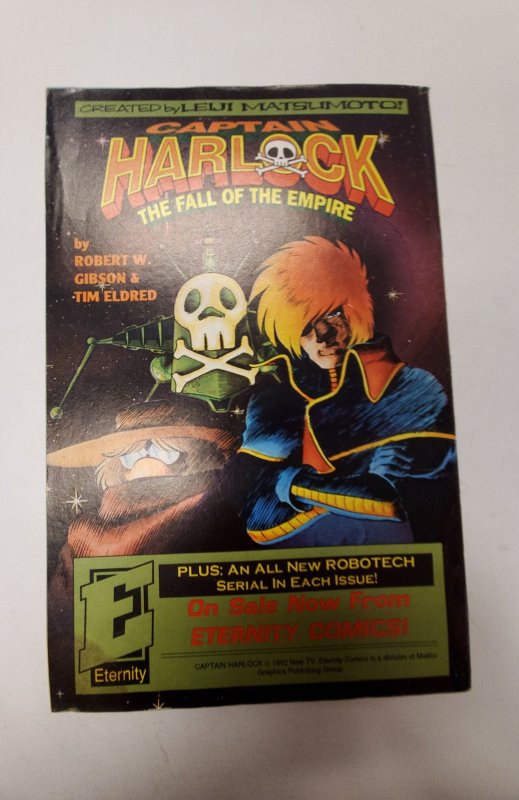 CREATED by LEIJI MATSUMOTO!
CAPTAIN
HARLOCK
THE FALL OF THE EMPIRE
by
ROBERT W.
GIBSON &
TIM ELDRED
PLUS: AN ALL NEW ROBOTECH
SERIAL IN EACH ISSUE!
On Sale Now From
ETERNITY COMICS!
E
Eternity
CAPTAIN HARLOCK © 1992 New TV. Eternity Comics is a division of Malibu
Graphics Publishing Group.